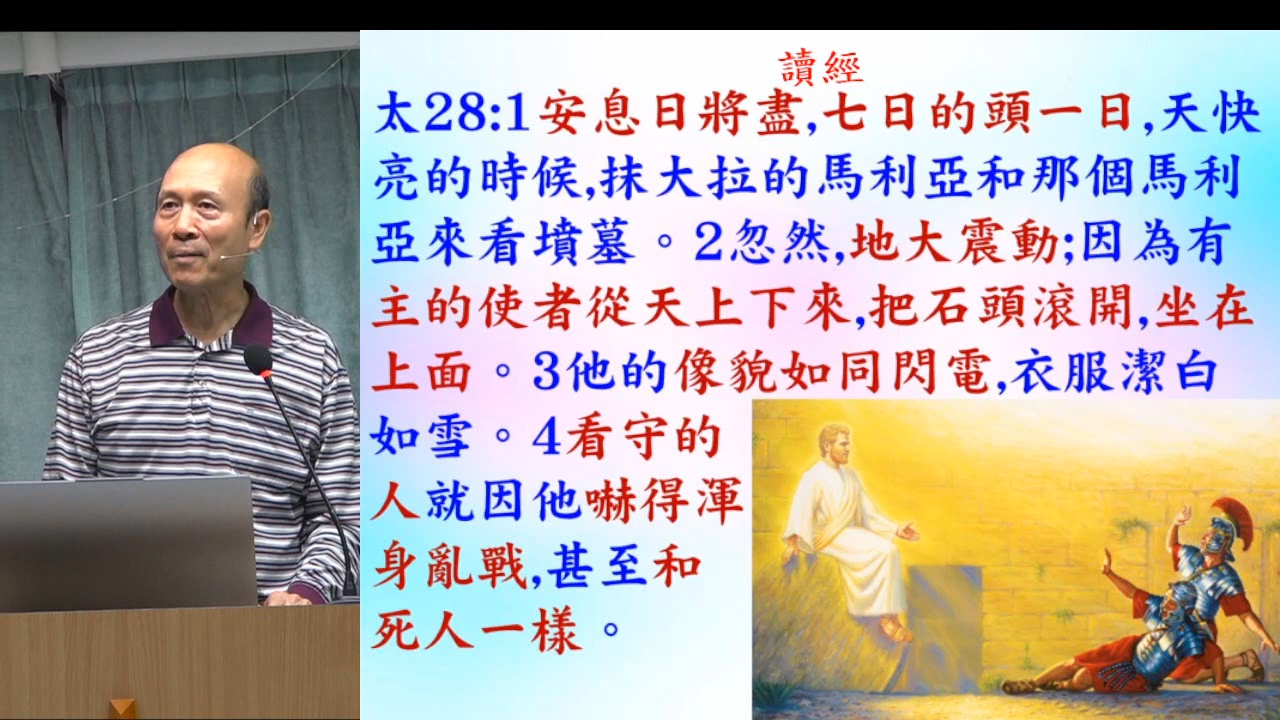 讀經
太28:1安息日將盡,七日的頭一日,天快
亮的時候,抹大拉的馬利亞和那個馬利
亞來看墳墓。2忽然,地大震動;因為有
主的使者從天上下來,把石頭滾開,坐在
上面。3他的像貌如同閃電,衣服潔白
如雪。4看守的
人就因他嚇得渾
身亂戰,甚至和
死人一樣。